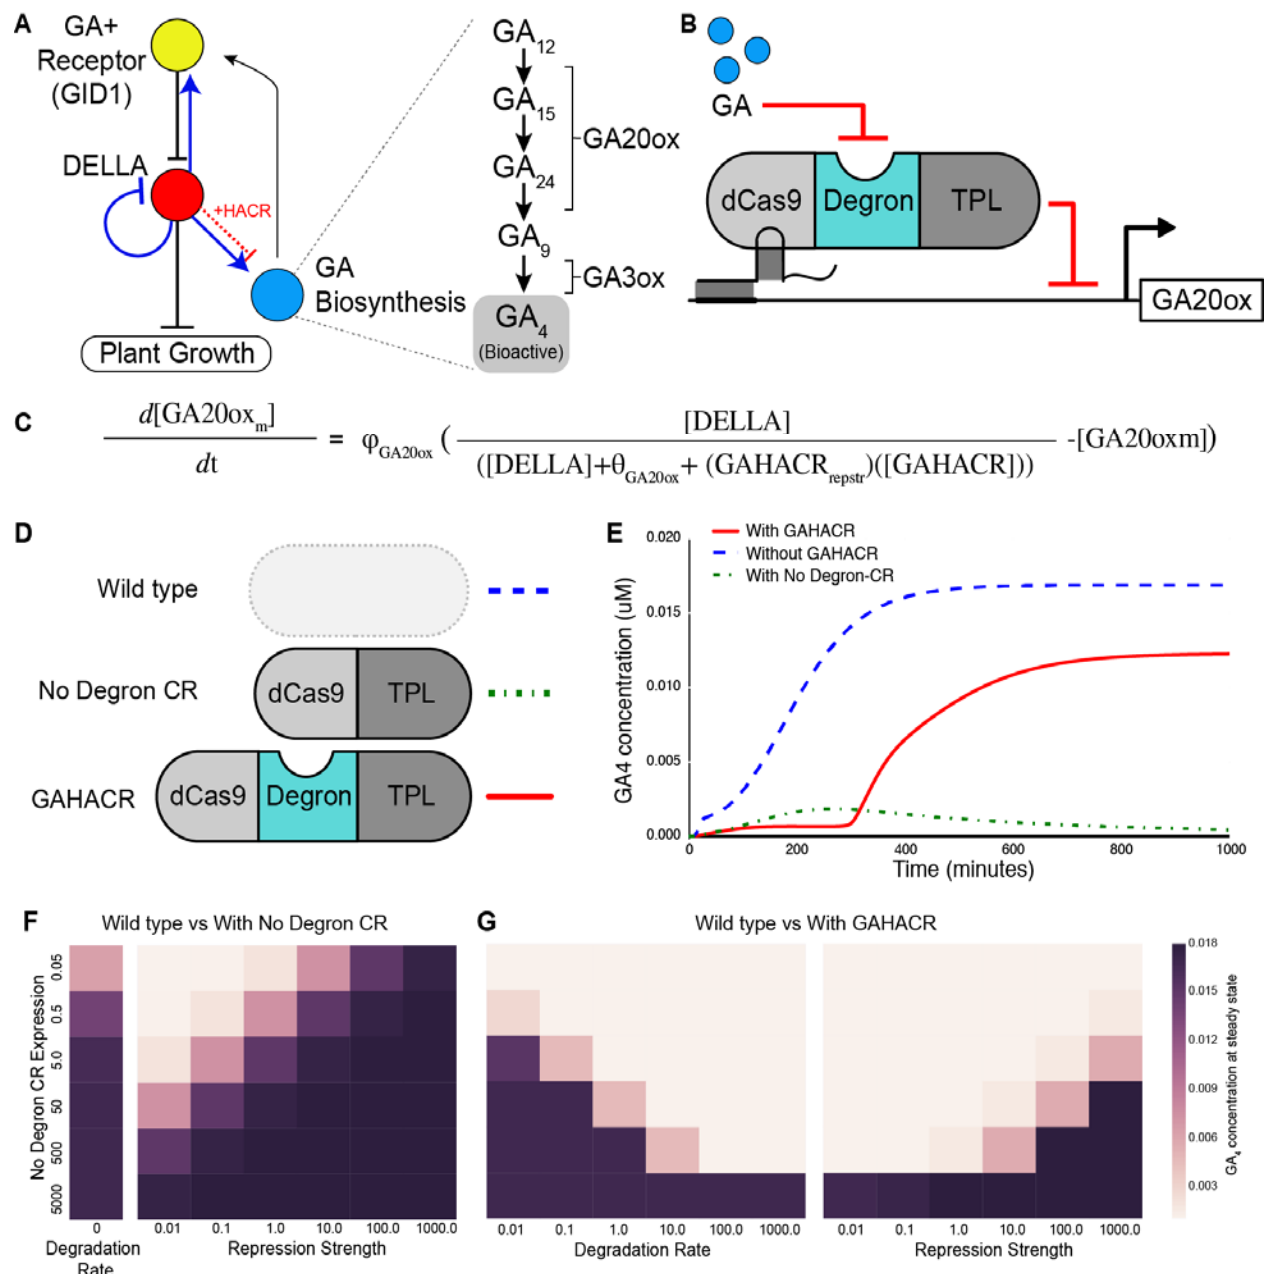 A
GA+
Receptor
(GID1)
DELLA
+HACR
GA
Biosynthesis
Plant Growth
GA12
GA15
GA24
GA9
GA4
(Bioactive)
GA20ox
GA3ox
B
GA
dCas9
Degron
TPL
GA20ox
C
d[GA20oxm]
dt
= φGA20ox (
[DELLA]
([DELLA]+θGA20ox+ (GAHACRrepstr)([GAHACR]))
-[GA20oxm])
D
Wild type
No Degron CR
dCas9 TPL
GAHACR
dCas9 Degron TPL
E
With GAHACR
Without GAHACR
With No Degron-CR
GA4 concentration (uM)
0.020
0.015
0.010
0.005
0.000
0 200 400 600 800 1000
Time (minutes)
F
Wild type vs With No Degron CR
No Degron CR Expression
0.05
0.5
5.0
50
500
5000
0
Degradation
Rate
0.01 0.1 1.0 10.0 100.0 1000.0
Repression Strength
G
Wild type vs With GAHACR
0.01 0.1 1.0 10.0 100.0 1000.0
Degradation Rate
0.01 0.1 1.0 10.0 100.0 1000.0
Repression Strength
0.018
0.015
0.012
0.009
0.006
0.003
GA4 concentration at steady state